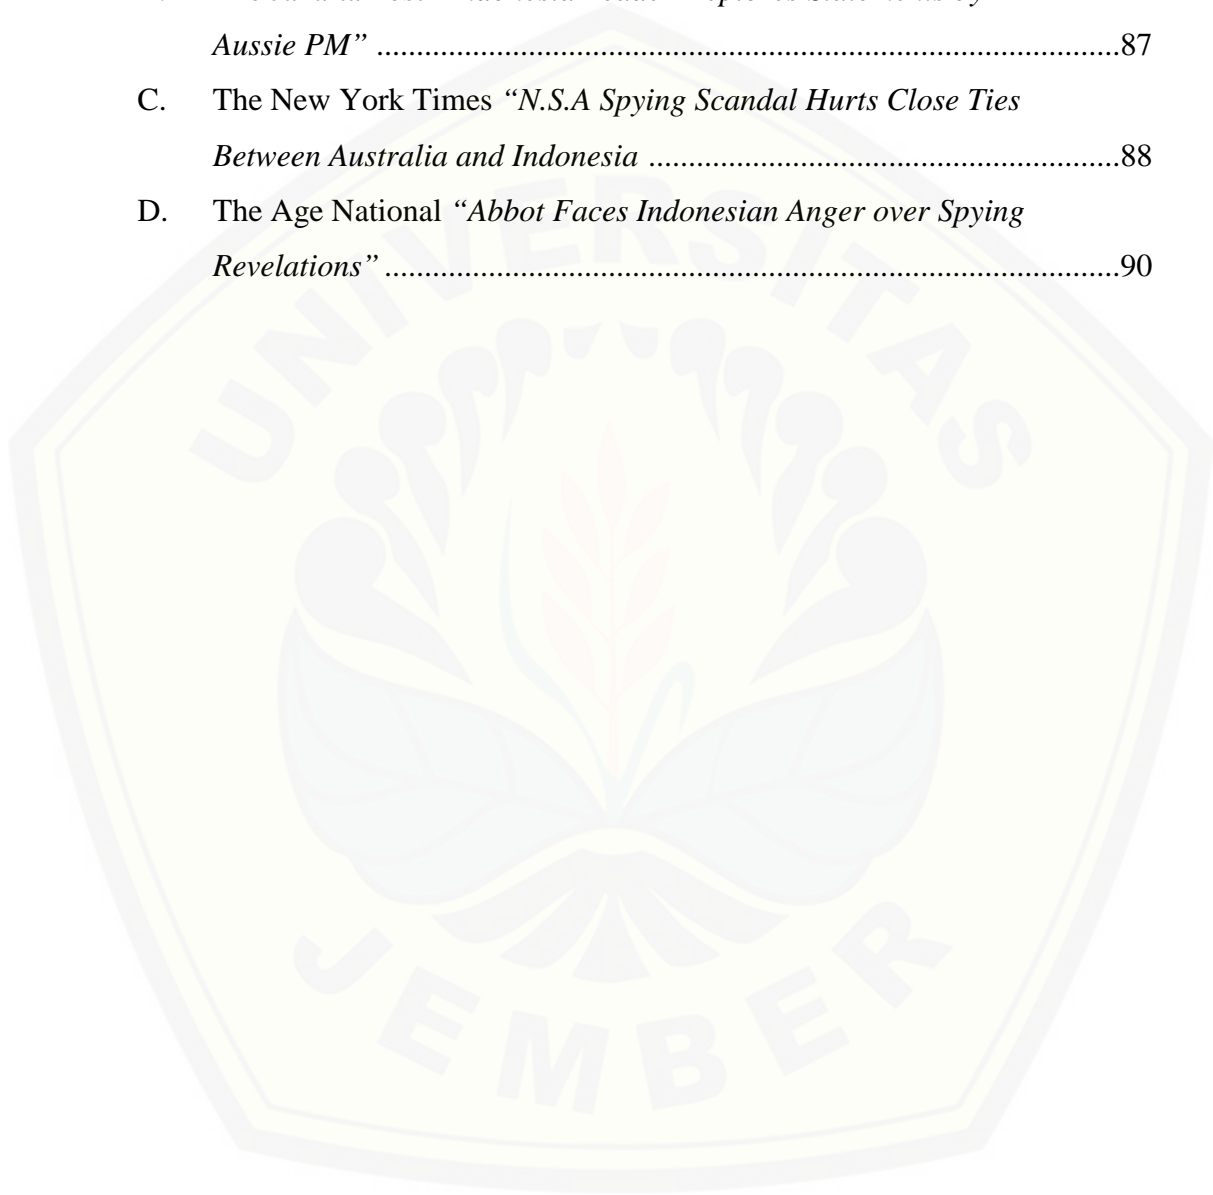 Aussie PM” ...............................................................................................87
C. The New York Times “N.S.A Spying Scandal Hurts Close Ties
Between Australia and Indonesia ............................................................88
D. The Age National “Abbot Faces Indonesian Anger over Spying
Revelations” ..............................................................................................90
UNIVERSITAS
JEMBER